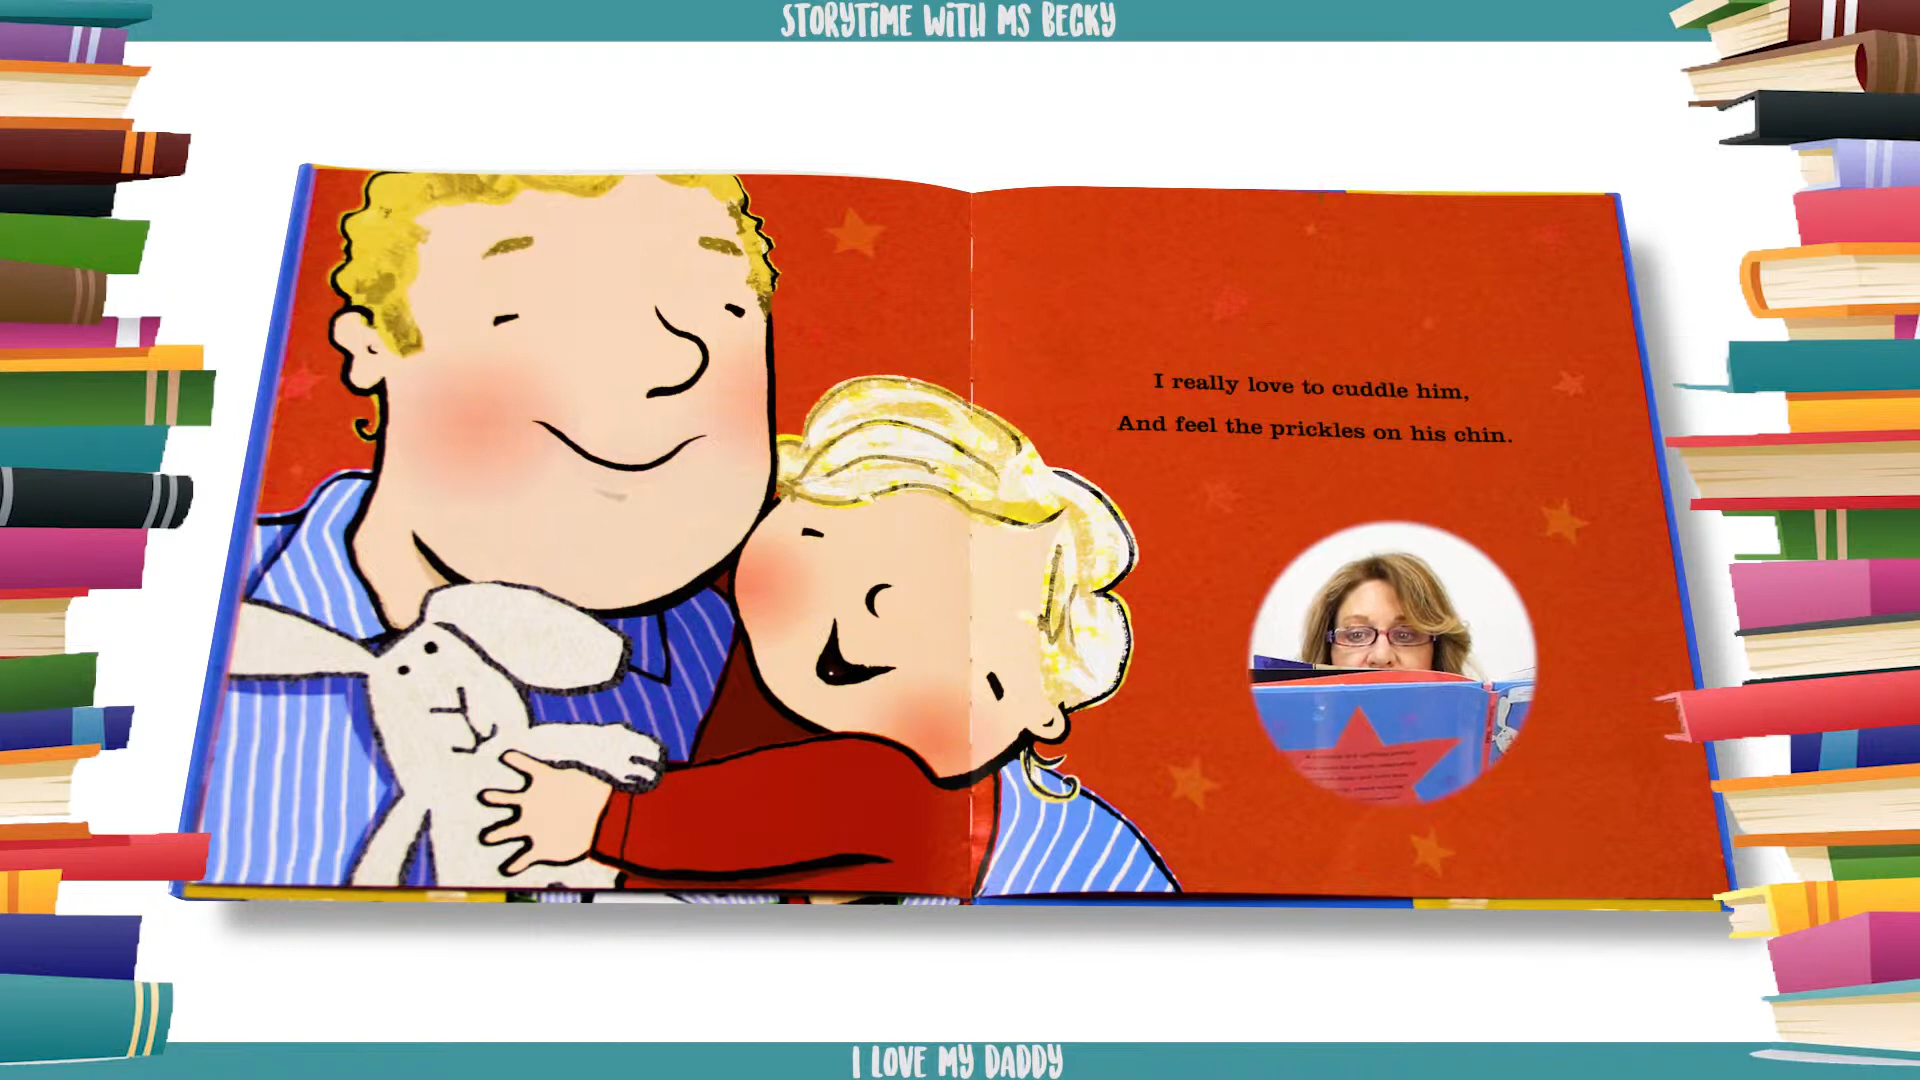 STORYTIME WITH MS BECKY
I really love to cuddle him,
And feel the prickles on his chin.
I LOVE MY DADDY